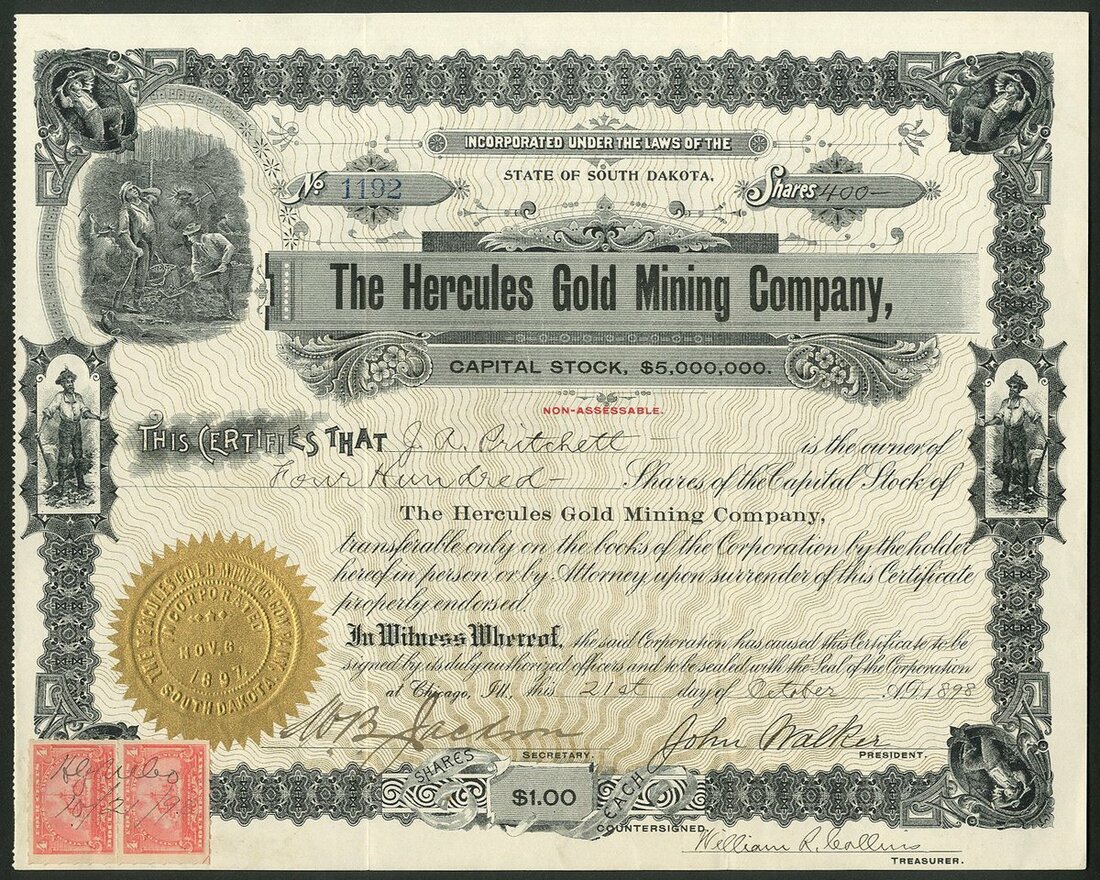 INCORPORATED UNDER THE LAWS OF THE
STATE OF SOUTH DAKOTA.
No 1192
Shares 400—
The Hercules Gold Mining Company,
CAPITAL STOCK, $5,000,000.
NON-ASSESSABLE.
THIS CERTIFIES THAT J. A. Pritchett — is the owner of
Four Hundred — Shares of the Capital Stock of
The Hercules Gold Mining Company,
transferable only on the books of the Corporation by the holder
hereof in person or by Attorney upon surrender of this Certificate
properly endorsed.
In Witness Whereof, the said Corporation has caused this Certificate to be
signed by its duly authorized officers and to be sealed with the Seal of the Corporation
at Chicago, Ill., this 21st day of October A.D. 1898
THE HERCULES GOLD MINING COMPANY
SOUTH DAKOTA
INCORPORATED
NOV. 6.
1897
W B Jackson
SECRETARY.
John Walker
PRESIDENT.
SHARES
$1.00
EACH
COUNTERSIGNED.
William R. Collins
TREASURER.